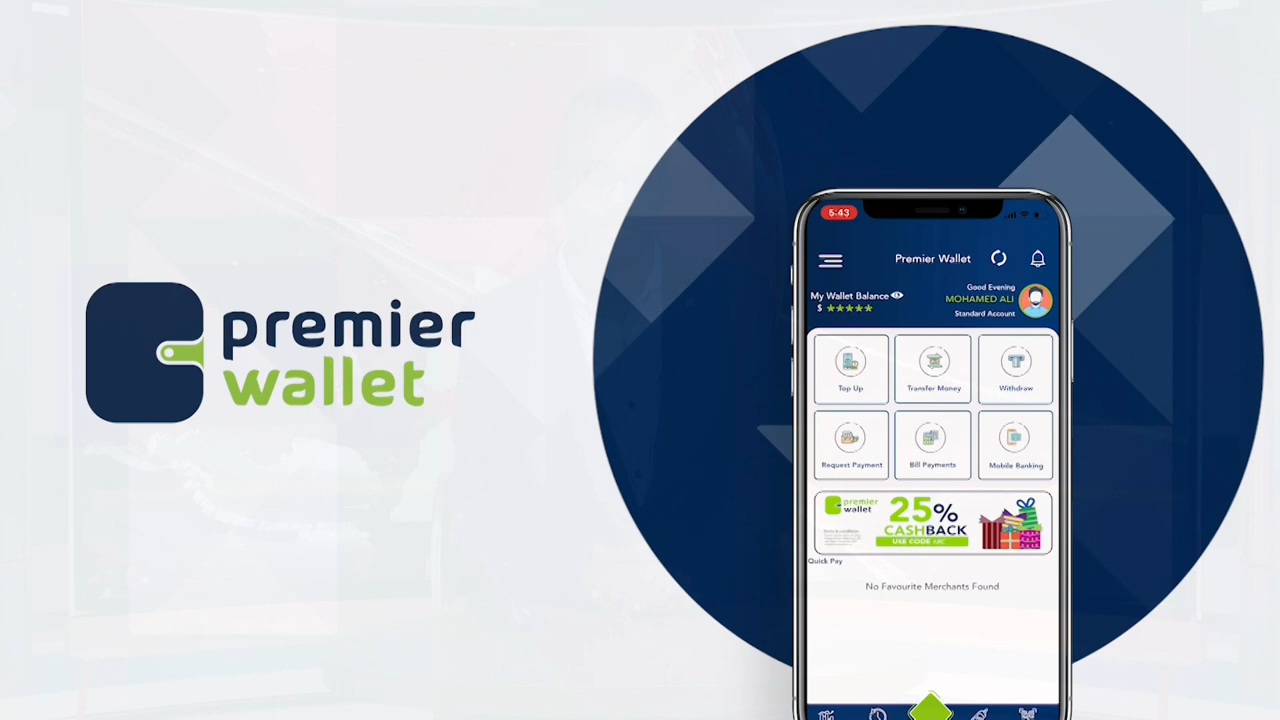 premier
wallet
5:43
Premier Wallet
My Wallet Balance
$ ★★★★★
Good Evening
MOHAMED ALI
Standard Account
Top Up
Transfer Money
Withdraw
Request Payment
Bill Payments
Mobile Banking
premier
wallet
25%
CASHBACK
USE CODE ABC
Quick Pay
No Favourite Merchants Found